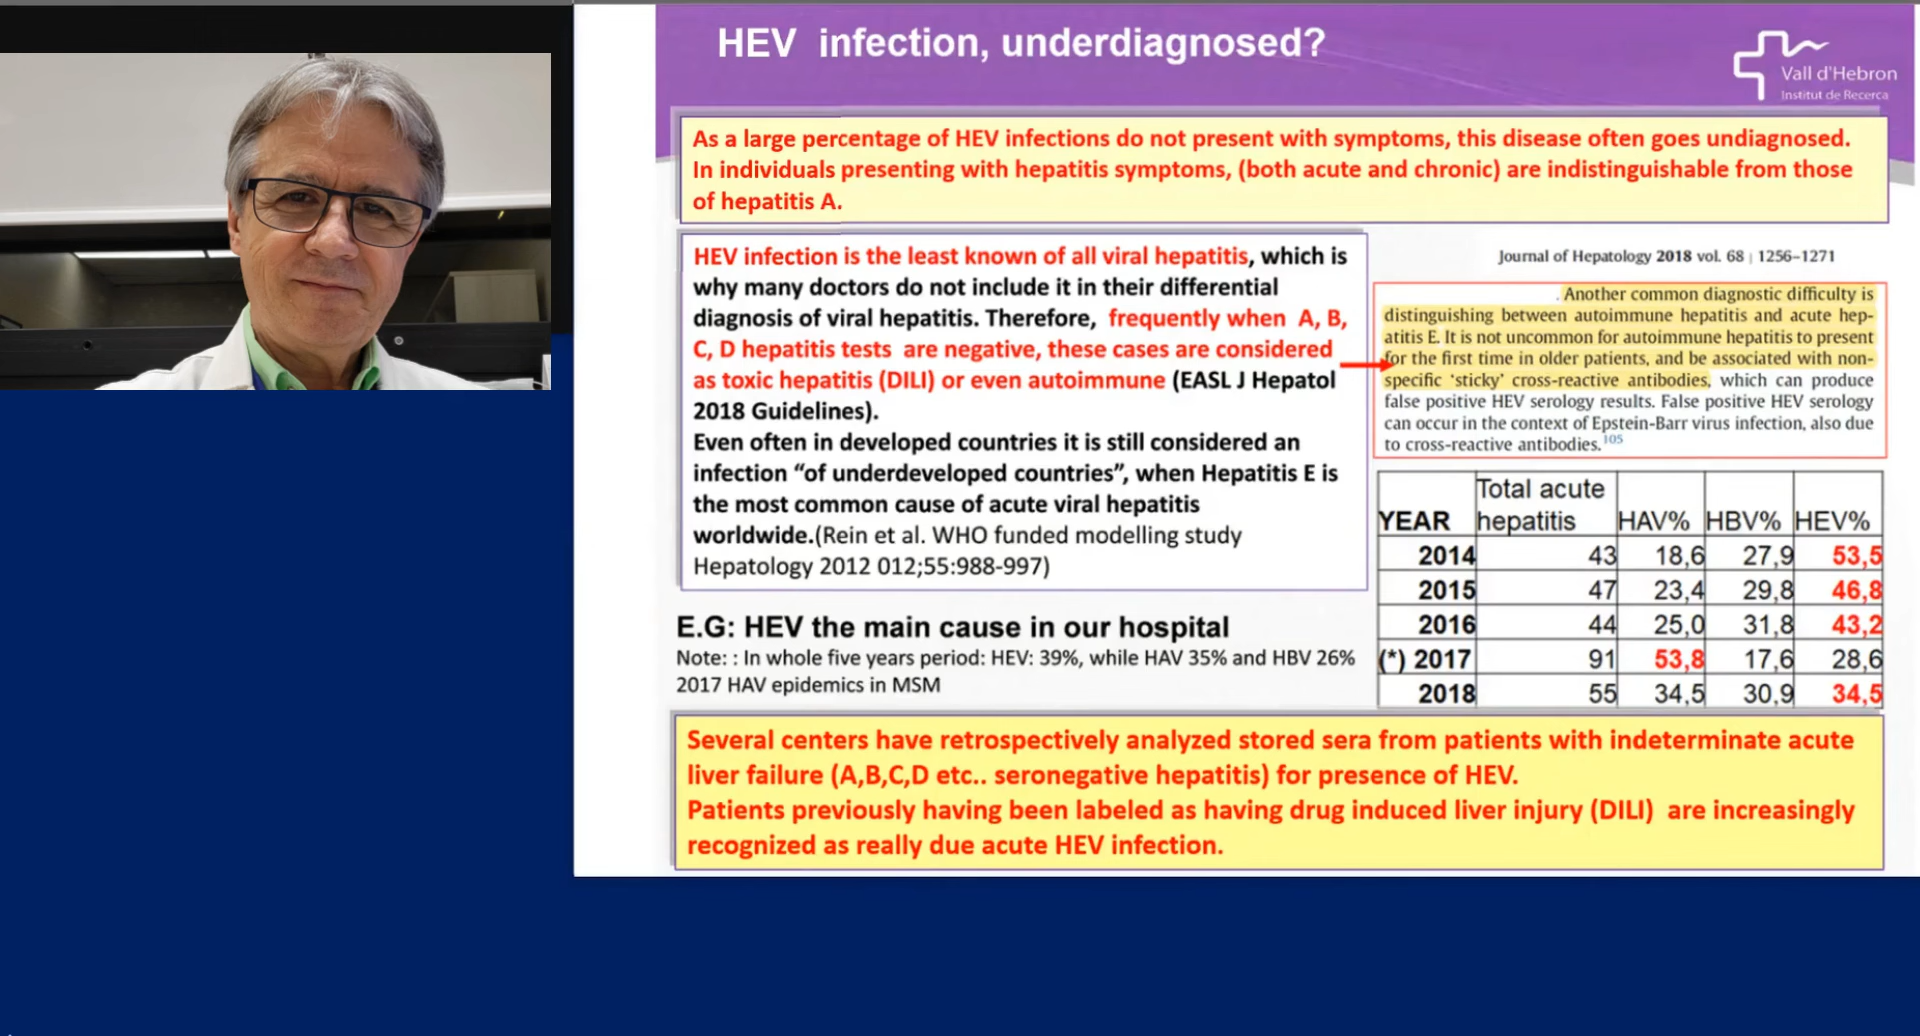 HEV infection, underdiagnosed?
Vall d'Hebron
Institut de Recerca
As a large percentage of HEV infections do not present with symptoms, this disease often goes undiagnosed.
In individuals presenting with hepatitis symptoms, (both acute and chronic) are indistinguishable from those
of hepatitis A.
HEV infection is the least known of all viral hepatitis, which is
why many doctors do not include it in their differential
diagnosis of viral hepatitis. Therefore, frequently when A, B,
C, D hepatitis tests are negative, these cases are considered
as toxic hepatitis (DILI) or even autoimmune (EASL J Hepatol
2018 Guidelines).
Even often in developed countries it is still considered an
infection “of underdeveloped countries”, when Hepatitis E is
the most common cause of acute viral hepatitis
worldwide.(Rein et al. WHO funded modelling study
Hepatology 2012 012;55:988-997)
Journal of Hepatology 2018 vol. 68 | 1256–1271
. Another common diagnostic difficulty is
distinguishing between autoimmune hepatitis and acute hep-
atitis E. It is not uncommon for autoimmune hepatitis to present
for the first time in older patients, and be associated with non-
specific ‘sticky’ cross-reactive antibodies, which can produce
false positive HEV serology results. False positive HEV serology
can occur in the context of Epstein-Barr virus infection, also due
to cross-reactive antibodies.105
E.G: HEV the main cause in our hospital
Note: : In whole five years period: HEV: 39%, while HAV 35% and HBV 26%
2017 HAV epidemics in MSM
YEAR Total acute hepatitis HAV% HBV% HEV%
2014 43 18,6 27,9 53,5
2015 47 23,4 29,8 46,8
2016 44 25,0 31,8 43,2
(*) 2017 91 53,8 17,6 28,6
2018 55 34,5 30,9 34,5
Several centers have retrospectively analyzed stored sera from patients with indeterminate acute
liver failure (A,B,C,D etc.. seronegative hepatitis) for presence of HEV.
Patients previously having been labeled as having drug induced liver injury (DILI) are increasingly
recognized as really due acute HEV infection.